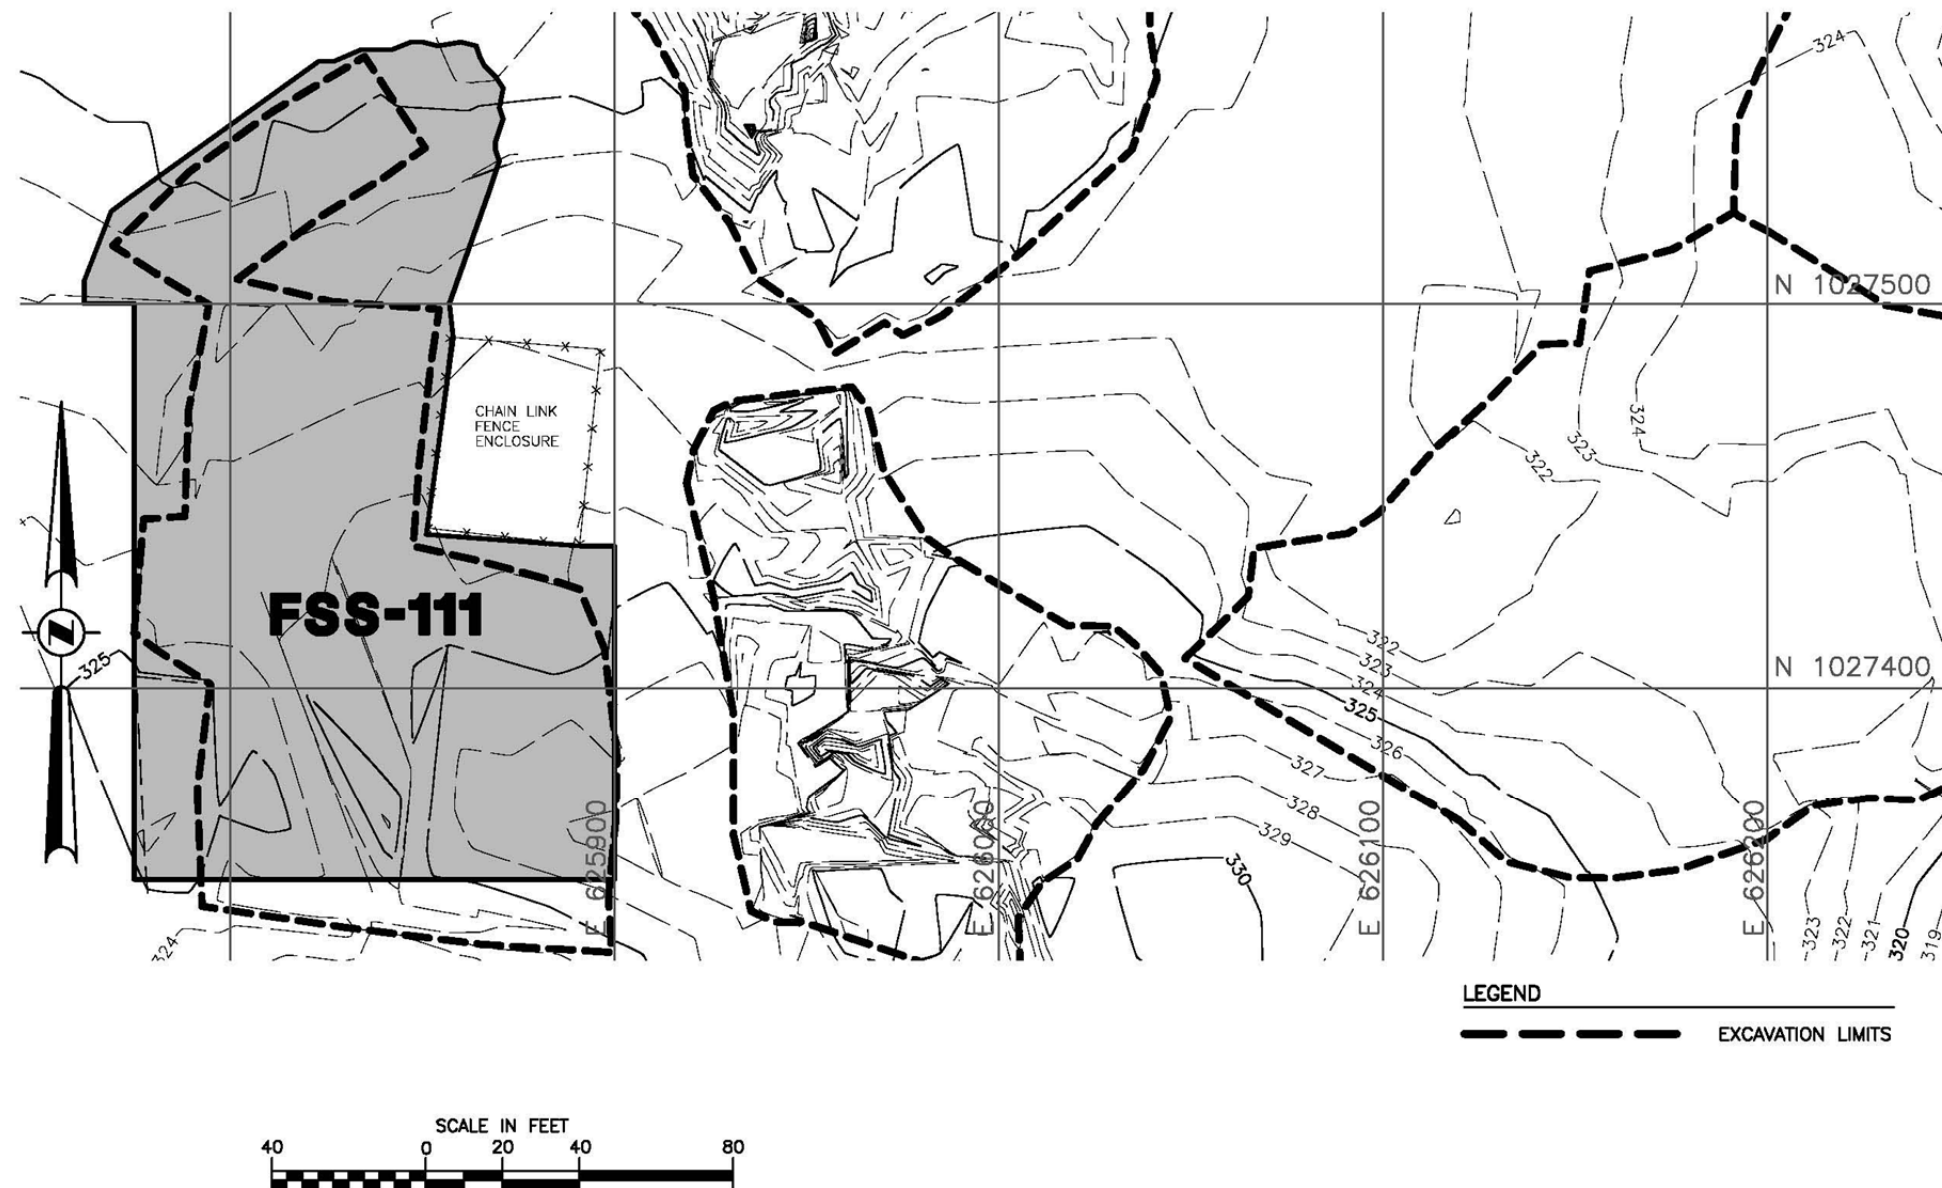 324
N 1027500
CHAIN LINK
FENCE
ENCLOSURE
324
323
322
FSS-111
325
322
323
324
325
326
327
328
329
330
N 1027400
E 625900
E 626000
E 626100
E 626200
324
323
322
321
320
319
LEGEND
EXCAVATION LIMITS
SCALE IN FEET
40 0 20 40 80